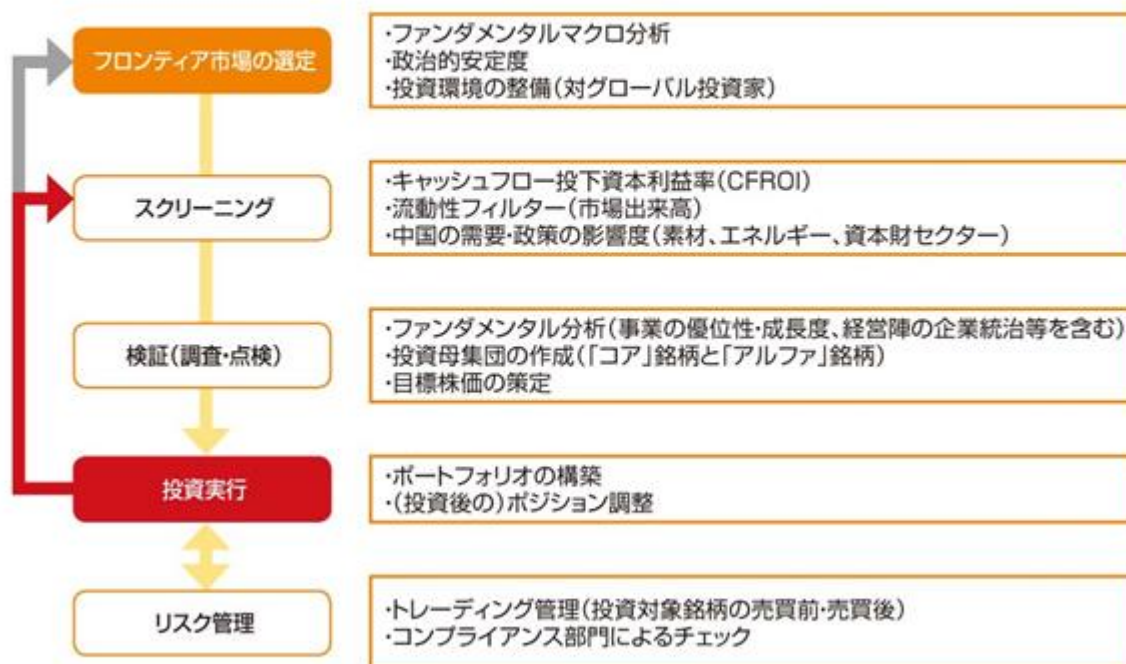 フロンティア市場の選定
・ファンダメンタルマクロ分析
・政治的安定度
・投資環境の整備(対グローバル投資家)
スクリーニング
・キャッシュフロー投下資本利益率(CFROI)
・流動性フィルター(市場出来高)
・中国の需要・政策の影響度(素材、エネルギー、資本財セクター)
検証(調査・点検)
・ファンダメンタル分析(事業の優位性・成長度、経営陣の企業統治等を含む)
・投資母集団の作成(「コア」銘柄と「アルファ」銘柄)
・目標株価の策定
投資実行
・ポートフォリオの構築
・(投資後の)ポジション調整
リスク管理
・トレーディング管理(投資対象銘柄の売買前・売買後)
・コンプライアンス部門によるチェック